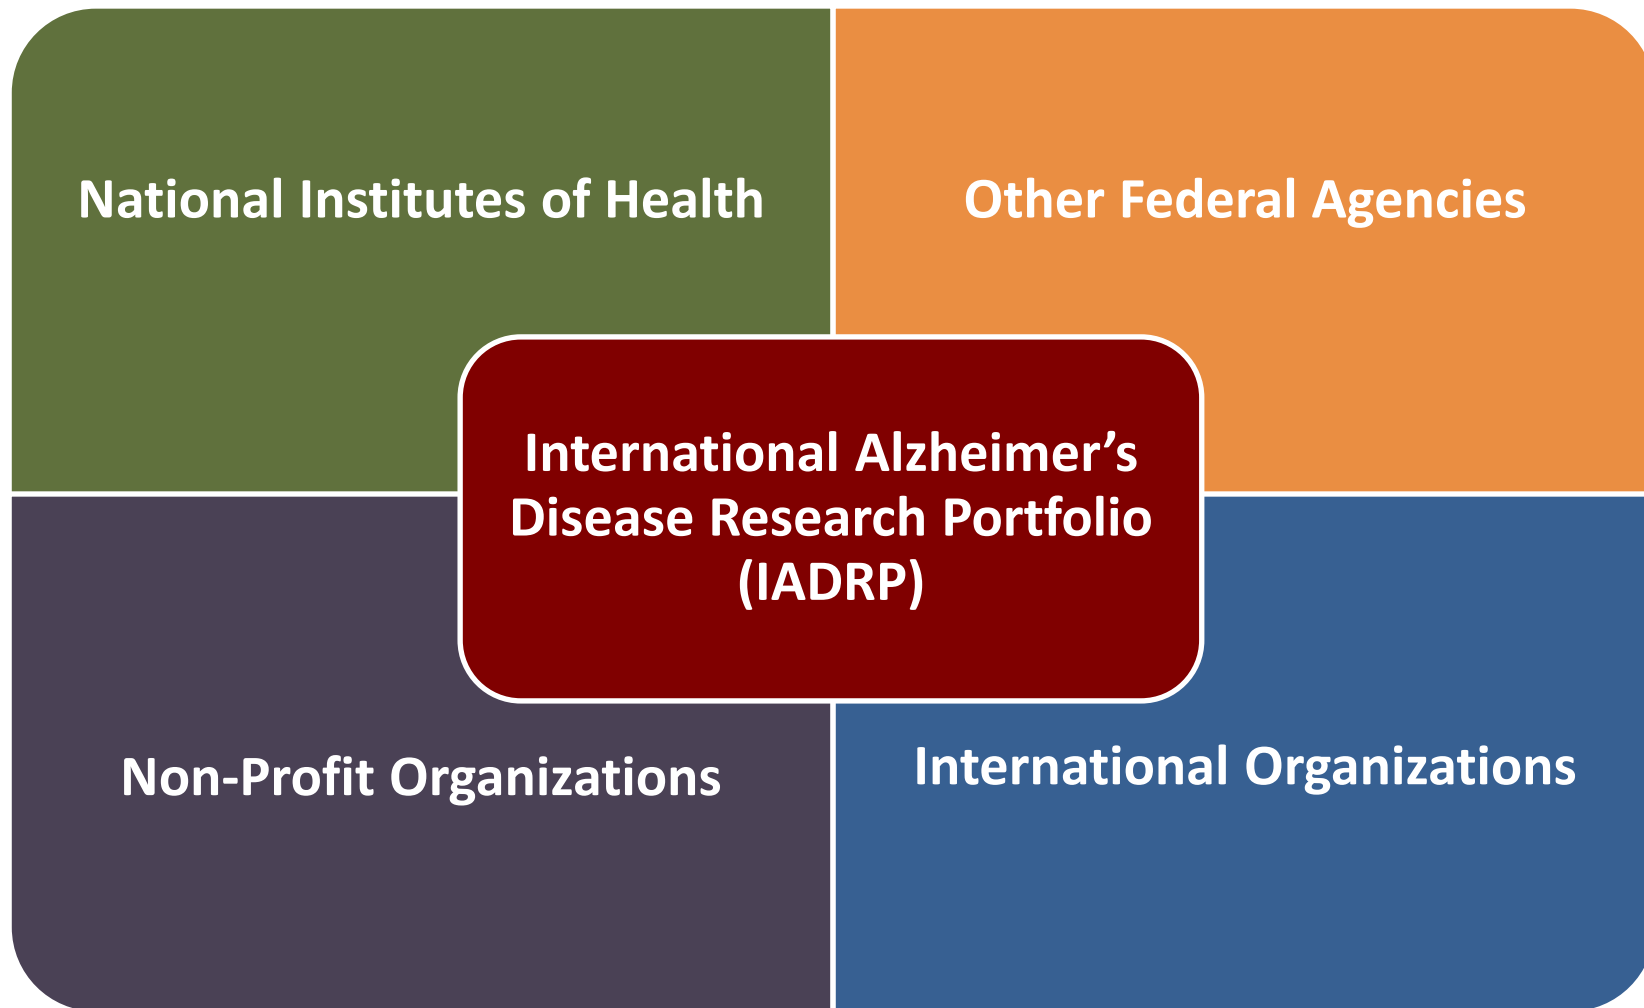 National Institutes of Health
Other Federal Agencies
International Alzheimer’s
Disease Research Portfolio
(IADRP)
Non-Profit Organizations
International Organizations